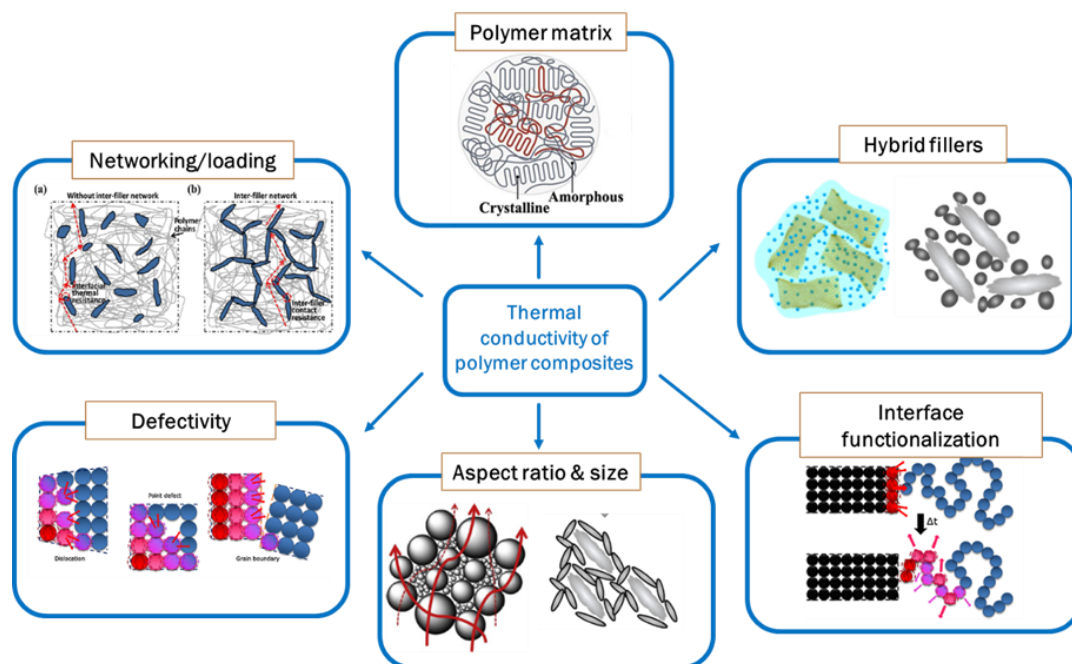 Polymer matrix
Crystalline
Amorphous
Networking/loading
(a)
Without inter-filler network
(b)
Inter-filler network
Polymer
chains
Interfacial
thermal
resistance
Inter-filler
contact
resistance
Hybrid fillers
Thermal
conductivity of
polymer composites
Defectivity
Dislocation
Point defect
Grain boundary
Aspect ratio & size
Interface
functionalization
Δt